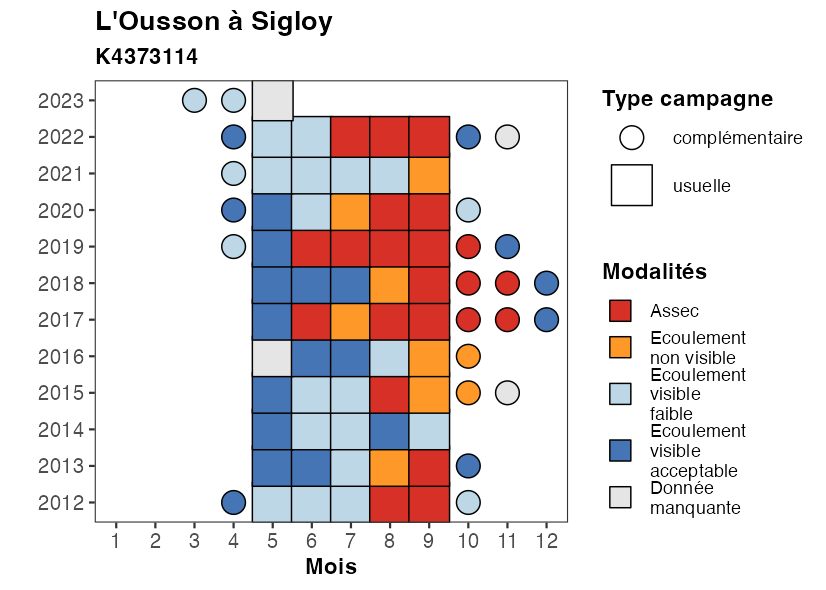 L'Ousson à Sigloy
K4373114
2023
2022
2021
2020
2019
2018
2017
2016
2015
2014
2013
2012
1 2 3 4 5 6 7 8 9 10 11 12
Mois
Type campagne
complémentaire
usuelle
Modalités
Assec
Ecoulement
non visible
Ecoulement
visible
faible
Ecoulement
visible
acceptable
Donnée
manquante